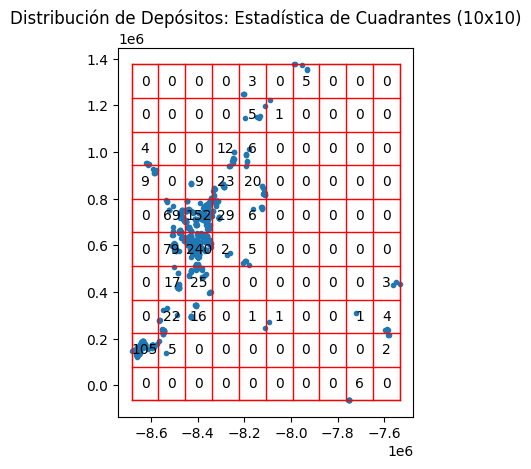 Distribución de Depósitos: Estadística de Cuadrantes (10x10)
1e6
1.4
0 0 0 0 3 0 5 0 0 0
1.2
0 0 0 0 5 1 0 0 0 0
1.0
4 0 0 12 6 0 0 0 0 0
9 0 9 23 20 0 0 0 0 0
0.8
0 69 152 29 6 0 0 0 0 0
0.6
0 79 240 2 5 0 0 0 0 0
0.4
0 17 25 0 0 0 0 0 0 3
0 22 16 0 1 1 0 0 1 4
0.2
105 5 0 0 0 0 0 0 0 2
0.0
0 0 0 0 0 0 0 0 6 0
−8.6 −8.4 −8.2 −8.0 −7.8 −7.6
1e6